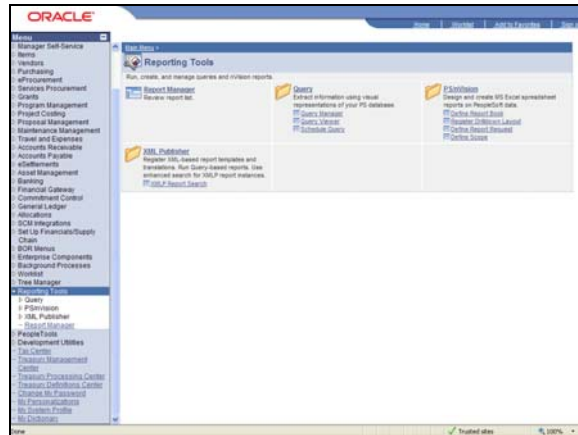 ORACLE
Home Worklist Add to Favorites Sign
Menu
Manager Self-Service
Items
Vendors
Purchasing
eProcurement
Services Procurement
Grants
Program Management
Project Costing
Proposal Management
Maintenance Management
Travel and Expenses
Accounts Receivable
Accounts Payable
eSettlements
Asset Management
Banking
Financial Gateway
Commitment Control
General Ledger
Allocations
SCM Integrations
Set Up Financials/Supply
Chain
BOR Menus
Enterprise Components
Background Processes
Worklist
Tree Manager
Reporting Tools
Query
PS/nVision
XML Publisher
Report Manager
PeopleTools
Development Utilities
Tax Center
Treasury Management
Center
Treasury Processing Center
Treasury Definitions Center
Change My Password
My Personalizations
My System Profile
My Dictionary
Main Menu >
Reporting Tools
Run, create, and manage queries and nVision reports.
Report Manager
Review report list.
Query
Extract information using visual
representations of your PS database.
Query Manager
Query Viewer
Schedule Query
PS/nVision
Design and create MS Excel spreadsheet
reports on PeopleSoft data.
Define Report Book
Register Drilldown Layout
Define Report Request
Define Scope
XML Publisher
Register XML-based report templates and
translations. Run Query-based reports. Use
enhanced search for XMLP report instances.
XMLP Report Search
Done
Trusted sites
100%